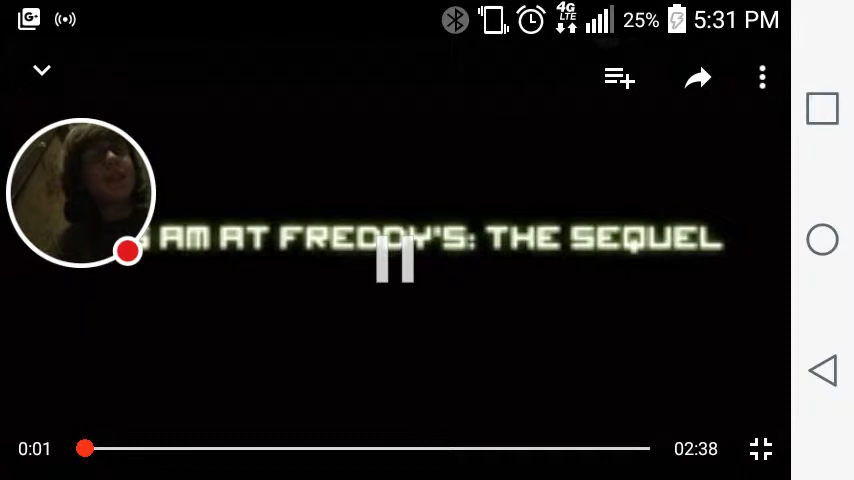 G+ 4G LTE 25% 5:31 PM
AM AT FREDDY'S: THE SEQUEL
0:01 02:38